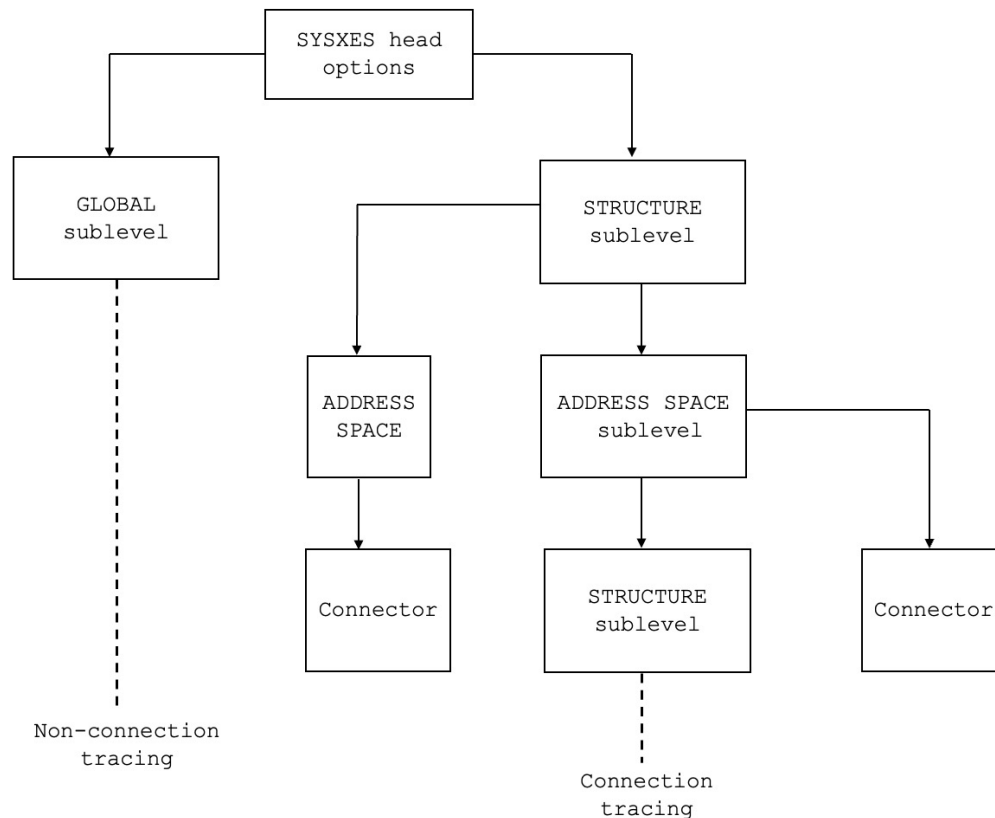 SYSXES head
options
GLOBAL
sublevel
STRUCTURE
sublevel
ADDRESS
SPACE
ADDRESS SPACE
sublevel
Connector
STRUCTURE
sublevel
Connector
Non-connection
tracing
Connection
tracing